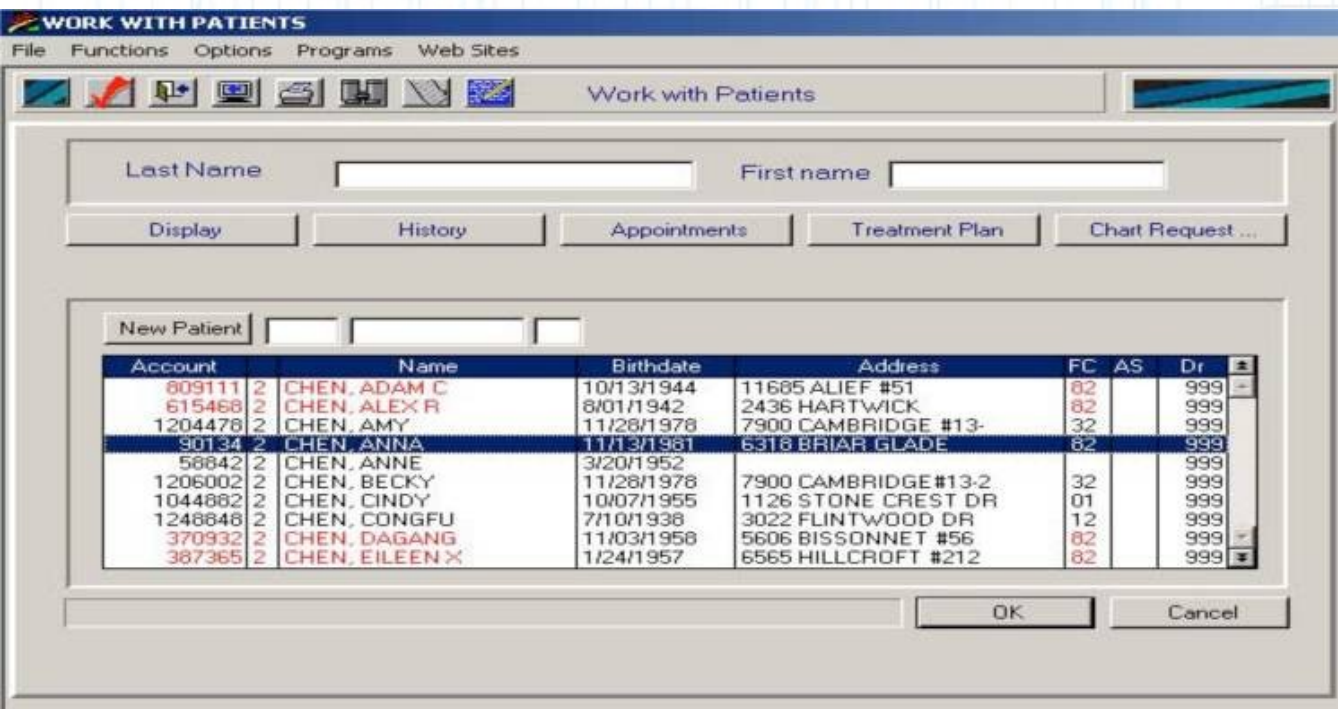 WORK WITH PATIENTS
File Functions Options Programs Web Sites
Work with Patients
Last Name First name
Display History Appointments Treatment Plan Chart Request ...
New Patient
Account Name Birthdate Address FC AS Dr
809111 2 CHEN, ADAM C 10/13/1944 11685 ALIEF #51 82 999
615468 2 CHEN, ALEX R 8/01/1942 2436 HARTWICK 82 999
1204478 2 CHEN, AMY 11/28/1978 7900 CAMBRIDGE #13- 32 999
90134 2 CHEN, ANNA 11/13/1981 6318 BRIAR GLADE 82 999
58842 2 CHEN, ANNE 3/20/1952 999
1206002 2 CHEN, BECKY 11/28/1978 7900 CAMBRIDGE#13-2 32 999
1044882 2 CHEN, CINDY 10/07/1955 1126 STONE CREST DR 01 999
1248848 2 CHEN, CONGFU 7/10/1938 3022 FLINTWOOD DR 12 999
370932 2 CHEN, DAGANG 11/03/1958 5606 BISSONNET #56 82 999
387365 2 CHEN, EILEEN X 1/24/1957 6565 HILLCROFT #212 82 999
OK Cancel